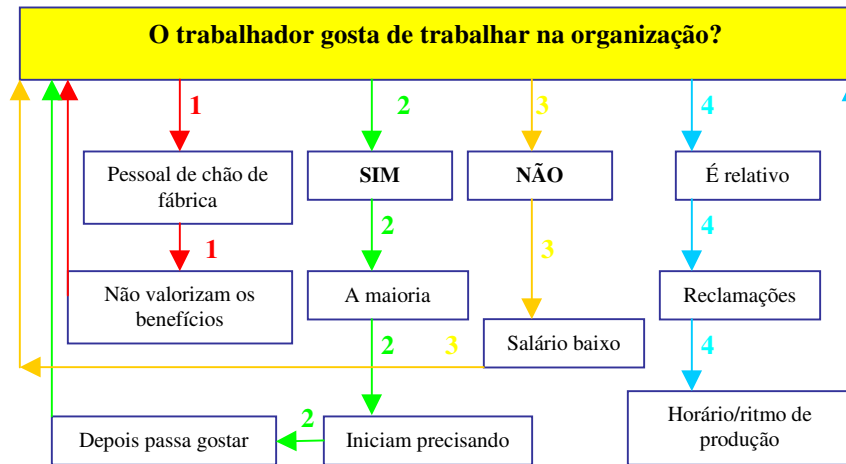 O trabalhador gosta de trabalhar na organização?
1
2
3
4
Pessoal de chão de
fábrica
SIM
NÃO
É relativo
1
2
3
4
Não valorizam os
benefícios
A maioria
Reclamações
2
3
Salário baixo
4
Depois passa gostar
2
Iniciam precisando
Horário/ritmo de
produção